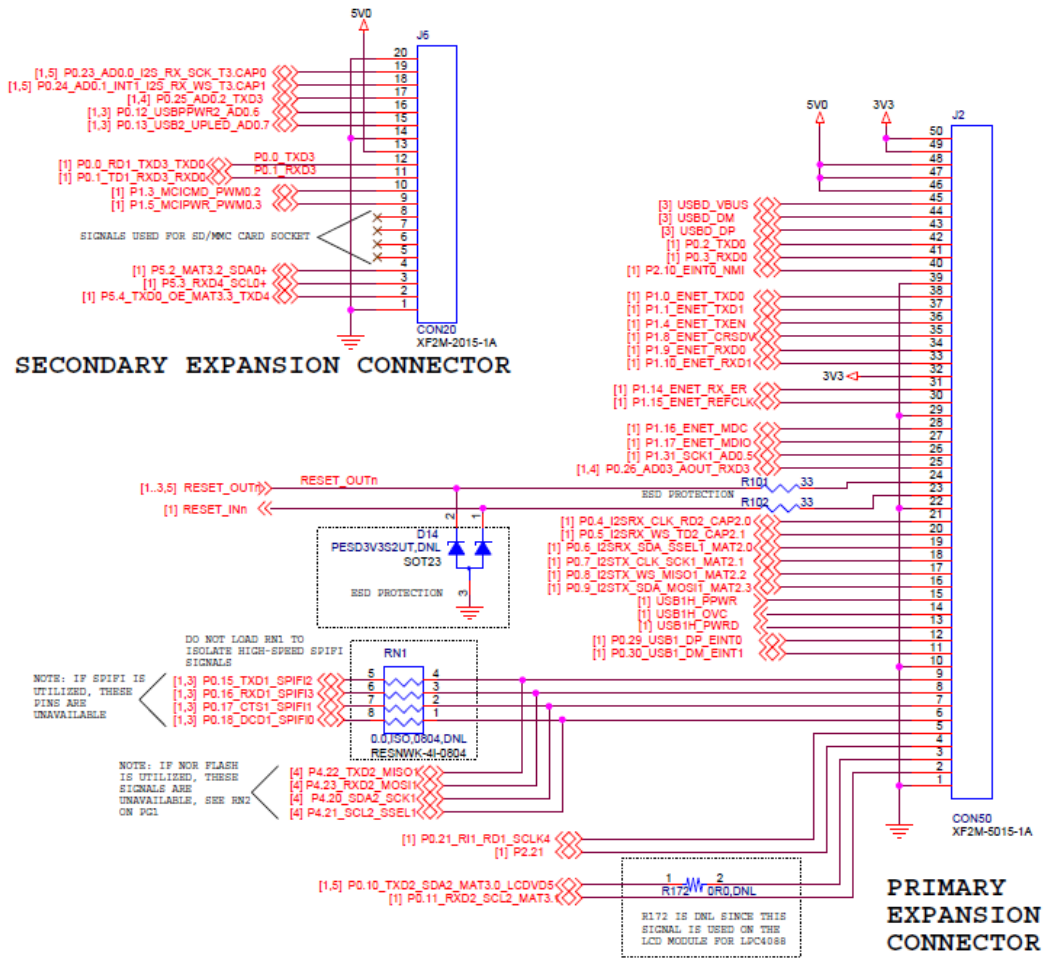 5V0
J6
20
19
18
17
16
15
14
13
12
11
10
9
8
7
6
5
4
3
2
1
[1,5] P0.23_AD0.0_I2S_RX_SCK_T3.CAP0
[1,5] P0.24_AD0.1_INT1_I2S_RX_WS_T3.CAP1
[1,4] P0.25_AD0.2_TXD3
[1,3] P0.12_USBPPWR2_AD0.6
[1,3] P0.13_USB2_UPLED_AD0.7
[1] P0.0_RD1_TXD3_TXD0
P0.0_TXD3
[1] P0.1_TD1_RXD3_RXD0
P0.1_RXD3
[1] P1.3_MCICMD_PWM0.2
[1] P1.5_MCIPWR_PWM0.3
SIGNALS USED FOR SD/MMC CARD SOCKET
[1] P5.2_MAT3.2_SDA0+
[1] P5.3_RXD4_SCL0+
[1] P5.4_TXD0_OE_MAT3.3_TXD4
CON20
XF2M-2015-1A
SECONDARY EXPANSION CONNECTOR
5V0
3V3
J2
50
49
48
47
46
45
44
43
42
41
40
39
38
37
36
35
34
33
32
31
30
29
28
27
26
25
24
23
22
21
20
19
18
17
16
15
14
13
12
11
10
9
8
7
6
5
4
3
2
1
[3] USBD_VBUS
[3] USBD_DM
[3] USBD_DP
[1] P0.2_TXD0
[1] P0.3_RXD0
[1] P2.10_EINT0_NMI
[1] P1.0_ENET_TXD0
[1] P1.1_ENET_TXD1
[1] P1.4_ENET_TXEN
[1] P1.8_ENET_CRSDV
[1] P1.9_ENET_RXD0
[1] P1.10_ENET_RXD1
3V3
[1] P1.14_ENET_RX_ER
[1] P1.15_ENET_REFCLK
[1] P1.16_ENET_MDC
[1] P1.17_ENET_MDIO
[1] P1.31_SCK1_AD0.5
[1,4] P0.26_AD03_AOUT_RXD3
[1..3,5] RESET_OUTn
RESET_OUTn
R101
33
ESD PROTECTION
[1] RESET_INn
R102
33
2
1
D14
PESD3V3S2UT,DNL
SOT23
3
ESD PROTECTION
[1] P0.4_I2SRX_CLK_RD2_CAP2.0
[1] P0.5_I2SRX_WS_TD2_CAP2.1
[1] P0.6_I2SRX_SDA_SSEL1_MAT2.0
[1] P0.7_I2STX_CLK_SCK1_MAT2.1
[1] P0.8_I2STX_WS_MISO1_MAT2.2
[1] P0.9_I2STX_SDA_MOSI1_MAT2.3
[1] USB1H_PPWR
[1] USB1H_OVC
[1] USB1H_PWRD
[1] P0.29_USB1_DP_EINT0
[1] P0.30_USB1_DM_EINT1
DO NOT LOAD RN1 TO
ISOLATE HIGH-SPEED SPIFI
SIGNALS
RN1
NOTE: IF SPIFI IS
UTILIZED, THESE
PINS ARE
UNAVAILABLE
[1,3] P0.15_TXD1_SPIFI2
[1,3] P0.16_RXD1_SPIFI3
[1,3] P0.17_CTS1_SPIFI1
[1,3] P0.18_DCD1_SPIFI0
5
6
7
8
4
3
2
1
0.0,ISO,0804,DNL
RESNWK-4I-0804
NOTE: IF NOR FLASH
IS UTILIZED, THESE
SIGNALS ARE
UNAVAILABLE, SEE RN2
ON PG1
[4] P4.22_TXD2_MISO1
[4] P4.23_RXD2_MOSI1
[4] P4.20_SDA2_SCK1
[4] P4.21_SCL2_SSEL1
[1] P0.21_RI1_RD1_SCLK4
[1] P2.21
[1,5] P0.10_TXD2_SDA2_MAT3.0_LCDVD5
[1] P0.11_RXD2_SCL2_MAT3.1
1
2
R172
0R0,DNL
R172 IS DNL SINCE THIS
SIGNAL IS USED ON THE
LCD MODULE FOR LPC4088
CON50
XF2M-5015-1A
PRIMARY
EXPANSION
CONNECTOR